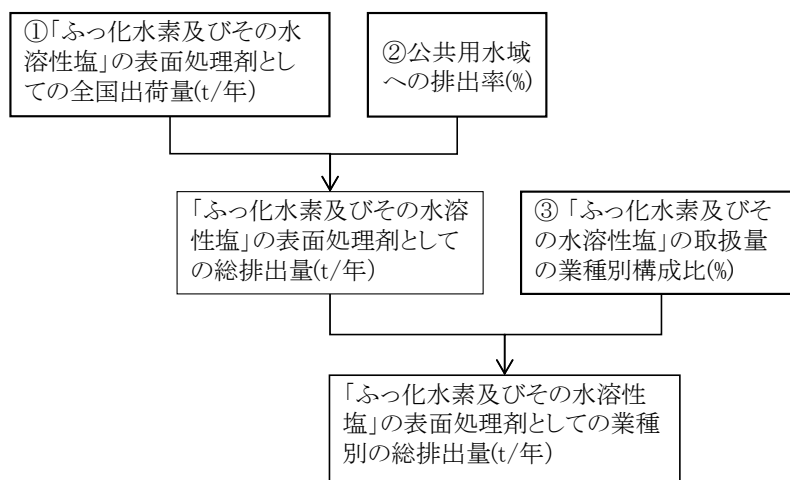 ①「ふっ化水素及びその水
溶性塩」の表面処理剤とし
ての全国出荷量(t/年)
②公共用水域
への排出率(%)
「ふっ化水素及びその水溶
性塩」の表面処理剤として
の総排出量(t/年)
③「ふっ化水素及びそ
の水溶性塩」の取扱量
の業種別構成比(%)
「ふっ化水素及びその水溶性
塩」の表面処理剤としての業種
別の総排出量(t/年)